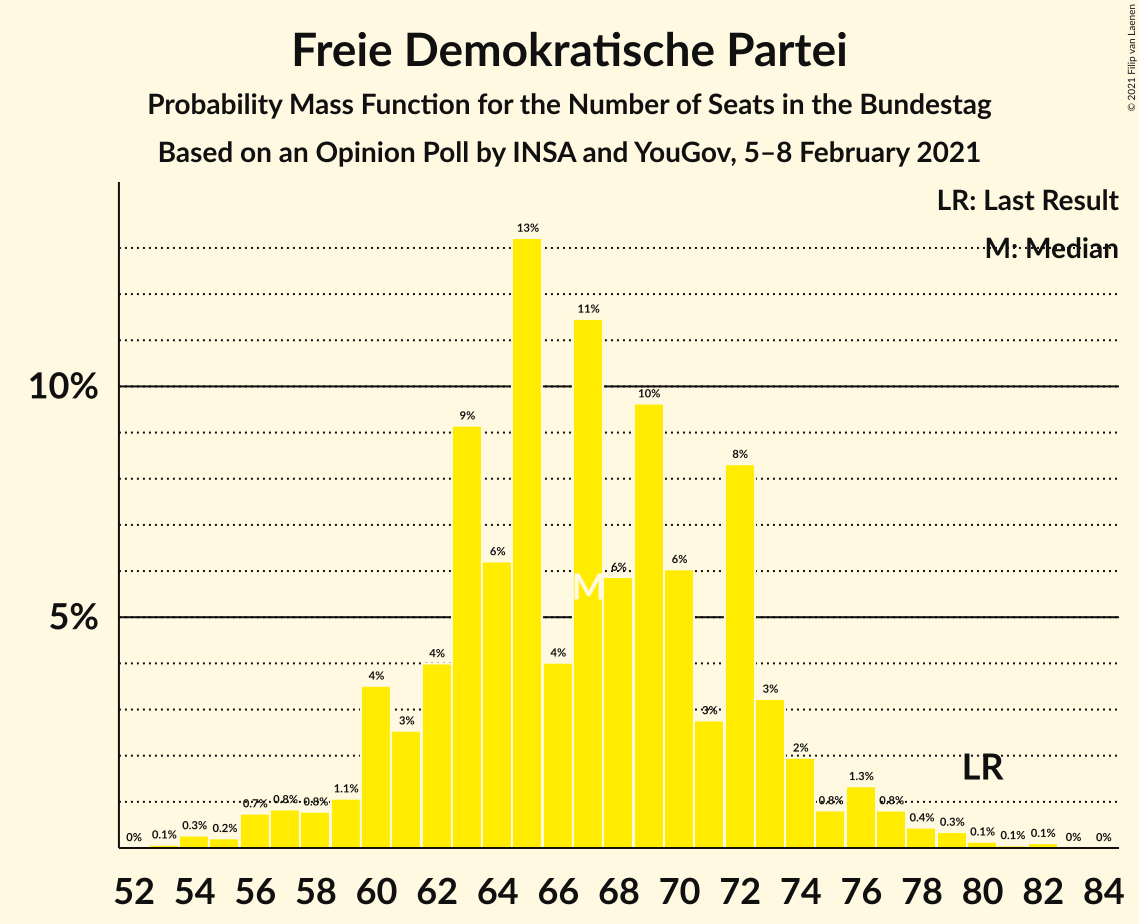 Freie Demokratische Partei
Probability Mass Function for the Number of Seats in the Bundestag
Based on an Opinion Poll by INSA and YouGov, 5–8 February 2021
© 2021 Filip van Laenen
LR: Last Result
M: Median
10%
5%
0% 0.1% 0.3% 0.2% 0.7% 0.8% 0.8% 1.1% 4% 3% 4% 9% 6% 13% 4% 11% 6% 10% 6% 3% 8% 3% 2% 0.8% 1.3% 0.8% 0.4% 0.3% 0.1% 0.1% 0.1% 0% 0%
M
LR
52 54 56 58 60 62 64 66 68 70 72 74 76 78 80 82 84